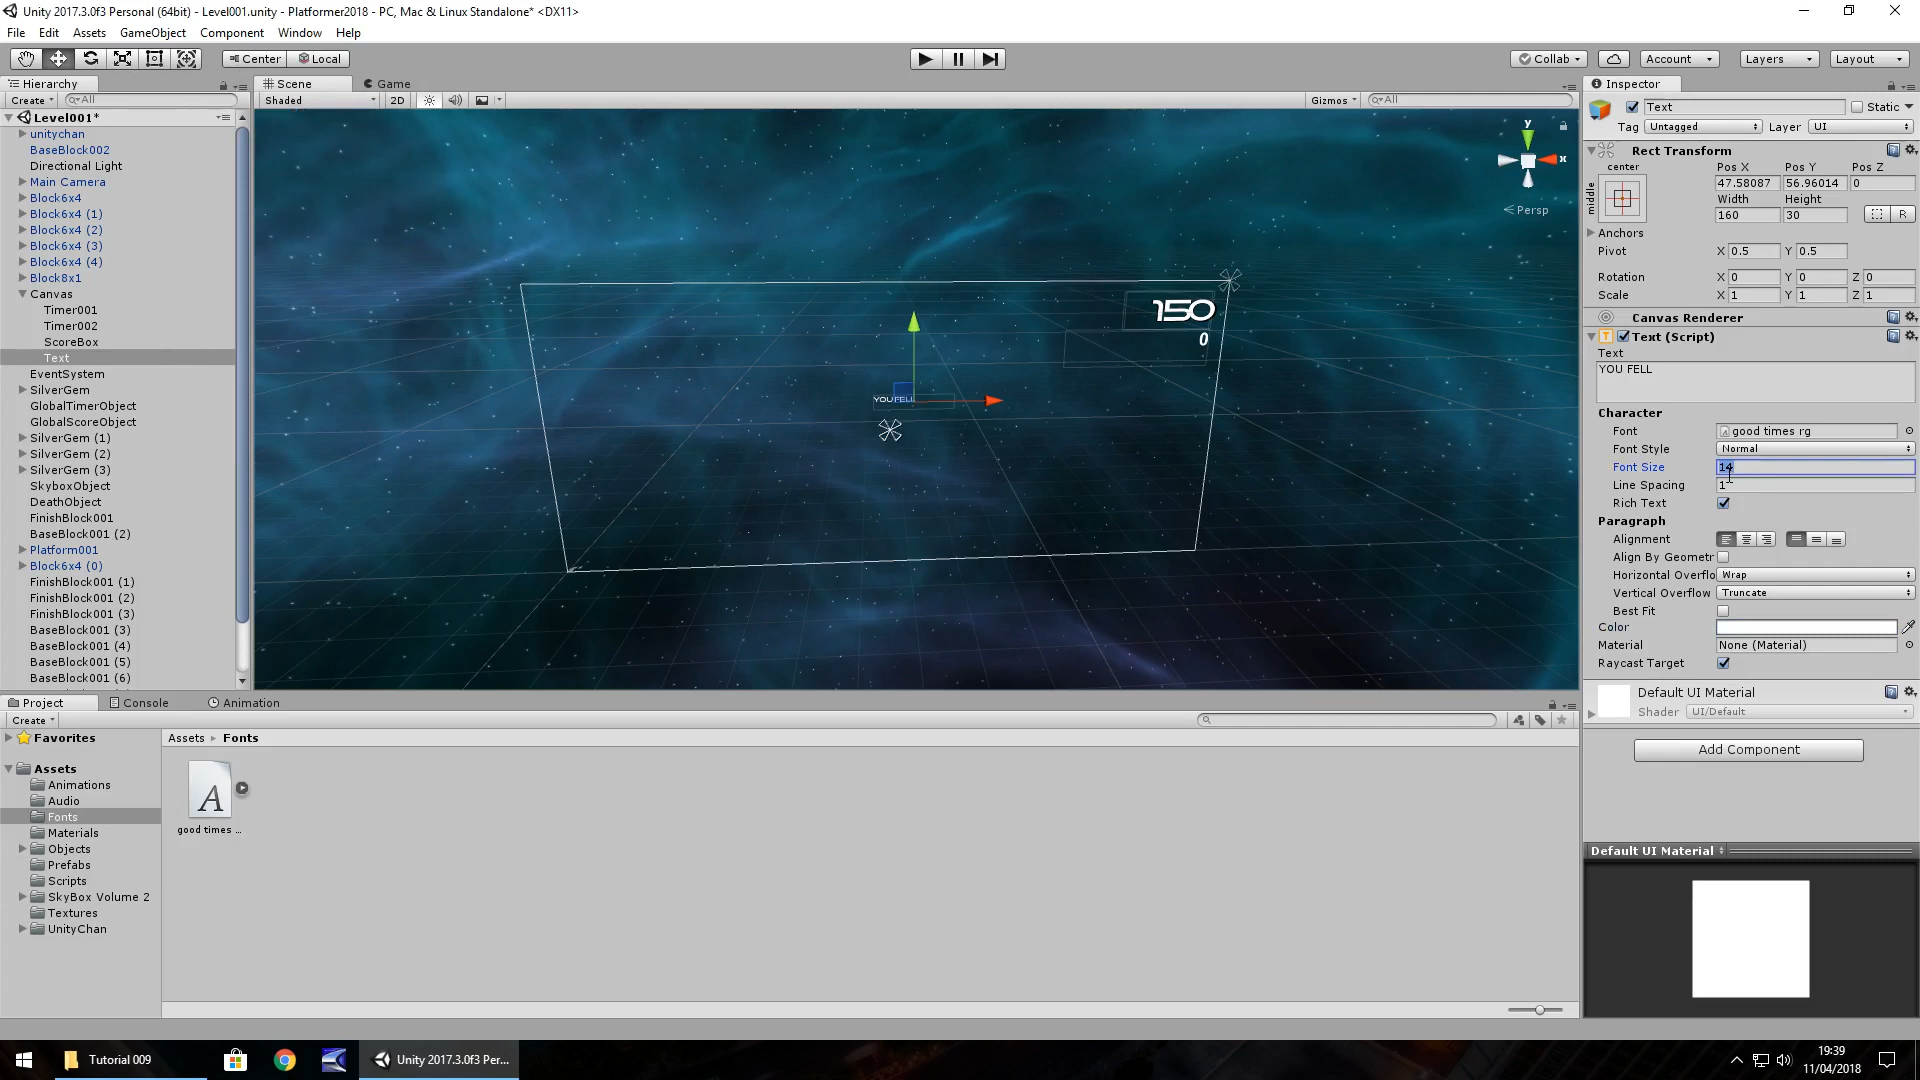 Unity 2017.3.0f3 Personal (64bit) - Level001.unity - Platformer2018 - PC, Mac & Linux Standalone* <DX11>
File Edit Assets GameObject Component Window Help
Center Local Collab Account Layers Layout
Hierarchy
Create All
Level001*
unitychan
BaseBlock002
Directional Light
Main Camera
Block6x4
Block6x4 (1)
Block6x4 (2)
Block6x4 (3)
Block6x4 (4)
Block8x1
Canvas
Timer001
Timer002
ScoreBox
Text
EventSystem
SilverGem
GlobalTimerObject
GlobalScoreObject
SilverGem (1)
SilverGem (2)
SilverGem (3)
SkyboxObject
DeathObject
FinishBlock001
BaseBlock001 (2)
Platform001
Block6x4 (0)
FinishBlock001 (1)
FinishBlock001 (2)
FinishBlock001 (3)
BaseBlock001 (3)
BaseBlock001 (4)
BaseBlock001 (5)
BaseBlock001 (6)
Scene Game
Shaded 2D Gizmos All
y
x
Persp
150
0
YOU FELL
Inspector
Text Static
Tag Untagged Layer UI
Rect Transform
center
middle
Pos X Pos Y Pos Z
47.58087 56.96014 0
Width Height
160 30
R
Anchors
Pivot X 0.5 Y 0.5
Rotation X 0 Y 0 Z 0
Scale X 1 Y 1 Z 1
Canvas Renderer
Text (Script)
Text
YOU FELL
Character
Font good times rg
Font Style Normal
Font Size 14
Line Spacing 1
Rich Text
Paragraph
Alignment
Align By Geometr
Horizontal Overflo Wrap
Vertical Overflow Truncate
Best Fit
Color
Material None (Material)
Raycast Target
Default UI Material
Shader UI/Default
Add Component
Default UI Material
Project Console Animation
Create
Favorites
Assets
Animations
Audio
Fonts
Materials
Objects
Prefabs
Scripts
SkyBox Volume 2
Textures
UnityChan
Assets Fonts
A
good times ...
Tutorial 009
Unity 2017.3.0f3 Per...
19:39
11/04/2018